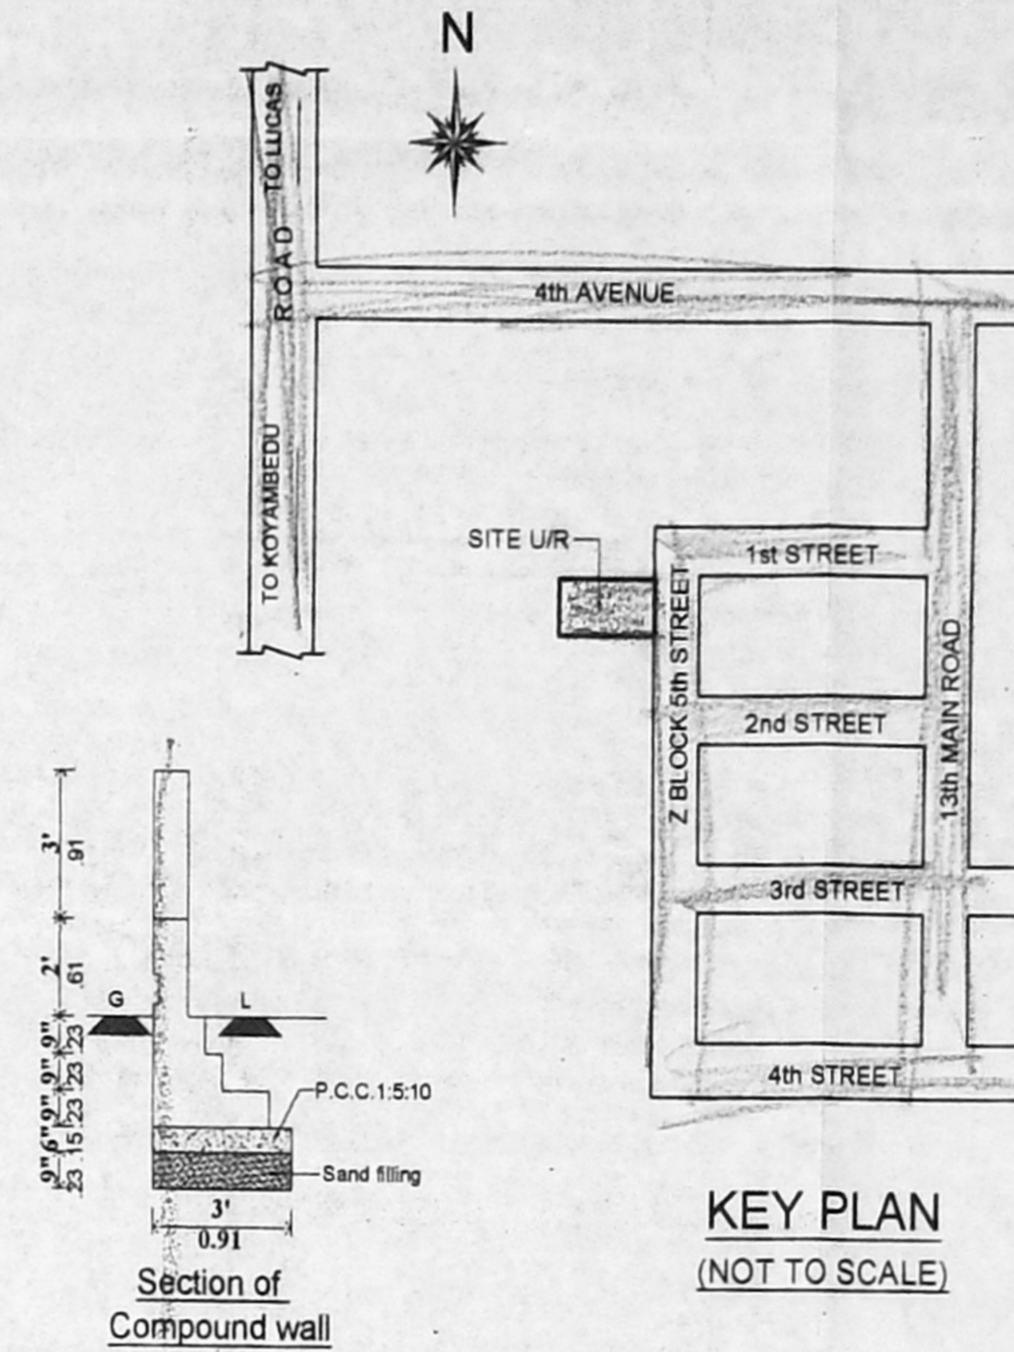 N
TO LUCAS
ROAD
TO KOYAMBEDU
4th AVENUE
SITE U/R
1st STREET
Z BLOCK 5th STREET
2nd STREET
13th MAIN ROAD
3rd STREET
4th STREET
KEY PLAN
(NOT TO SCALE)
3'
.91
2'
.61
G
L
9"
.23
9"
.23
9"
.23
6"
.15
9"
.23
P.C.C.1:5:10
Sand filling
3'
0.91
Section of
Compound wall